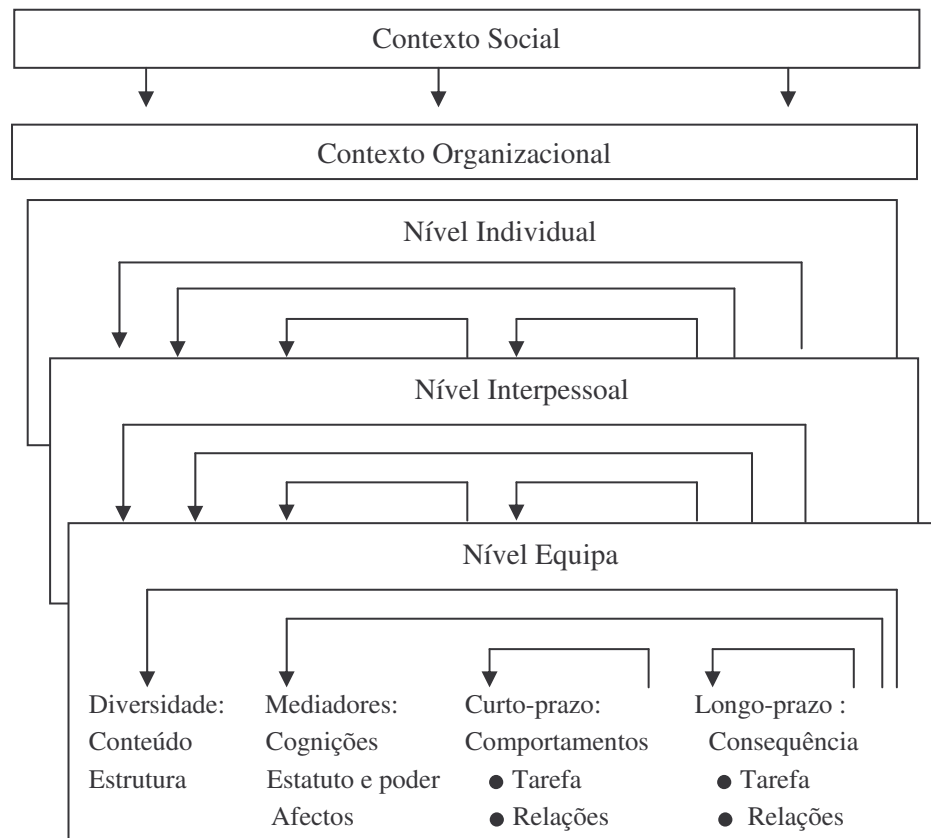 Contexto Social
Contexto Organizacional
Nível Individual
Nível Interpessoal
Nível Equipa
Diversidade:
Conteúdo
Estrutura
Mediadores:
Cognições
Estatuto e poder
Afectos
Curto-prazo:
Comportamentos
● Tarefa
● Relações
Longo-prazo :
Consequência
● Tarefa
● Relações